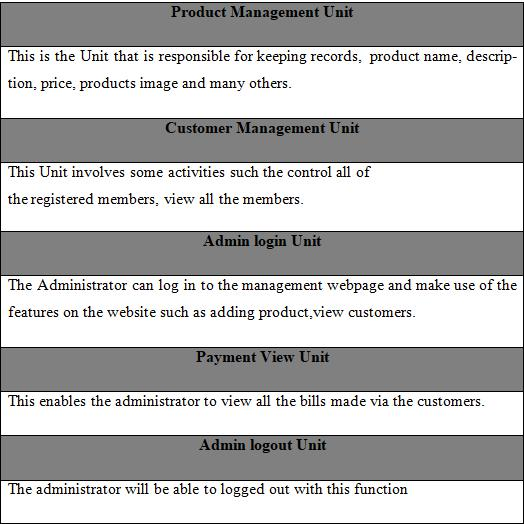 Product Management Unit
This is the Unit that is responsible for keeping records, product name, descrip-
tion, price, products image and many others.
Customer Management Unit
This Unit involves some activities such the control all of
the registered members, view all the members.
Admin login Unit
The Administrator can log in to the management webpage and make use of the
features on the website such as adding product,view customers.
Payment View Unit
This enables the administrator to view all the bills made via the customers.
Admin logout Unit
The administrator will be able to logged out with this function